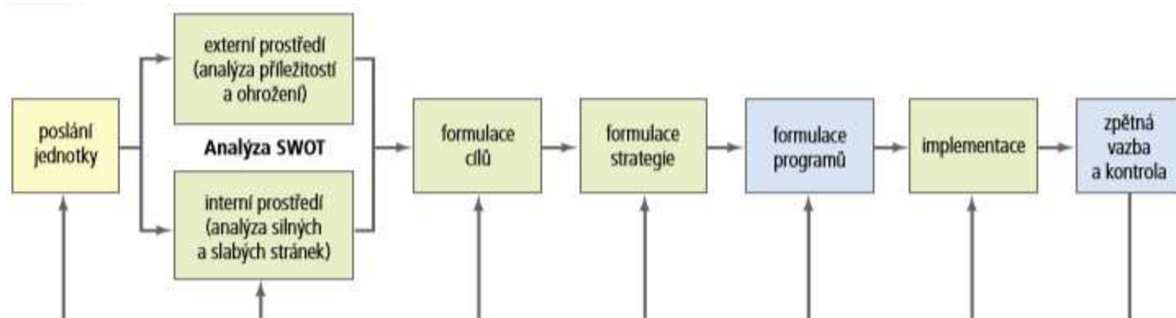 poslání
jednotky
externí prostředí
(analýza příležitostí
a ohrožení)
Analýza SWOT
interní prostředí
(analýza silných
a slabých stránek)
formulace
cílů
formulace
strategie
formulace
programů
implementace
zpětná
vazba
a kontrola